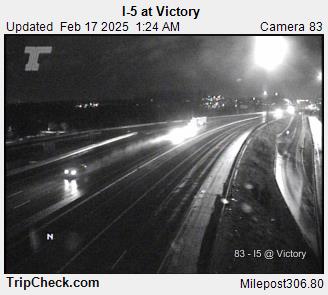 I-5 at Victory
Updated Feb 17 2025 1:24 AM Camera 83
T
N
83 - I5 @ Victory
TripCheck.com Milepost306.80